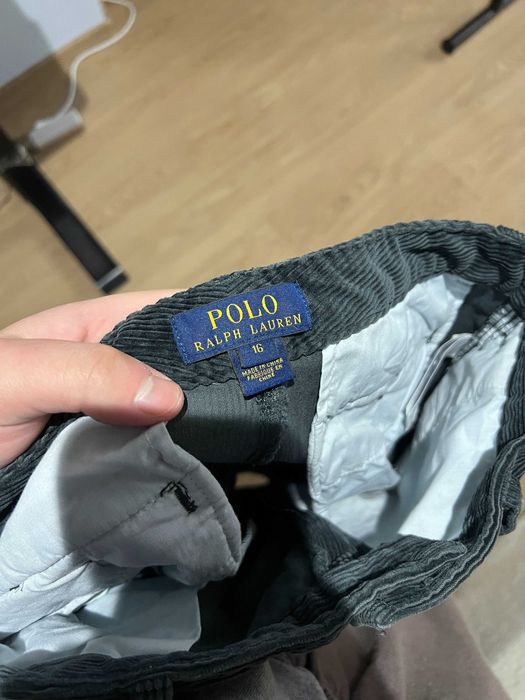 POLO
RALPH LAUREN
16
MADE IN CHINA
FABRIQUÉ EN
CHINE